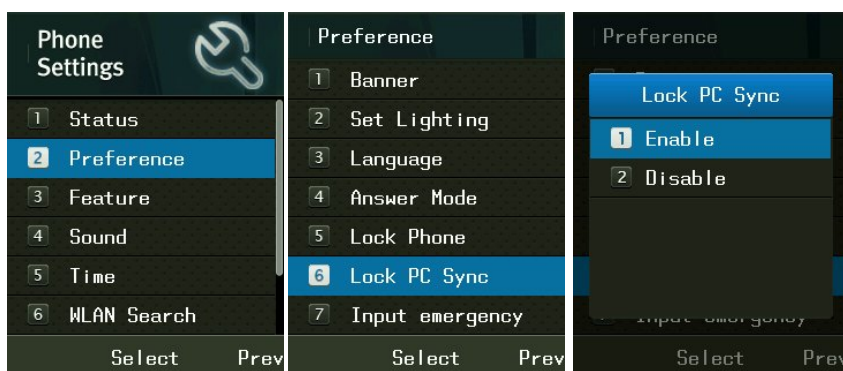 Phone
Settings
1 Status
2 Preference
3 Feature
4 Sound
5 Time
6 WLAN Search
Select Prev
Preference
1 Banner
2 Set Lighting
3 Language
4 Answer Mode
5 Lock Phone
6 Lock PC Sync
7 Input emergency
Select Prev
Preference
Lock PC Sync
1 Enable
2 Disable
Input emergency
Select Prev